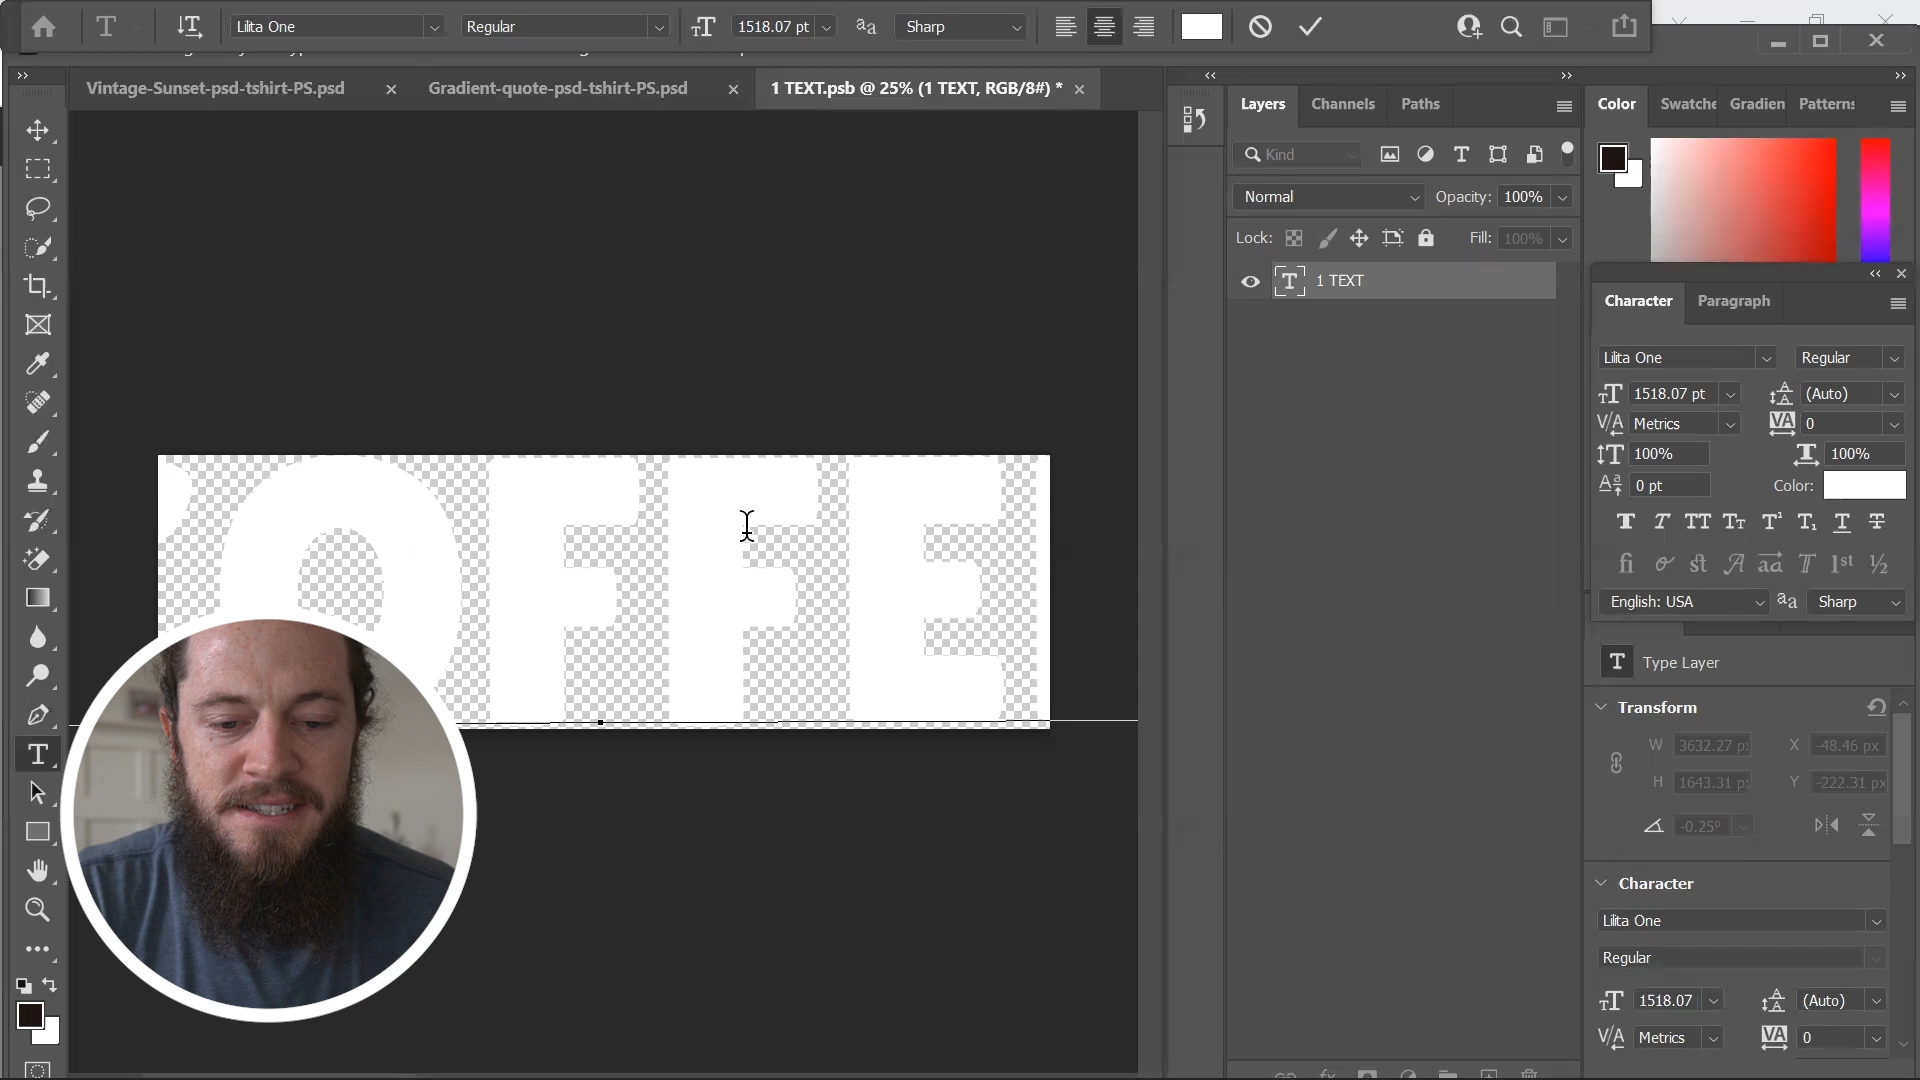 Lilita One
Regular
1518.07 pt
Sharp
Vintage-Sunset-psd-tshirt-PS.psd
Gradient-quote-psd-tshirt-PS.psd
1 TEXT.psb @ 25% (1 TEXT, RGB/8#) *
Layers
Channels
Paths
Color
Swatche
Gradien
Patterns
Kind
Normal
Opacity:
100%
Lock:
Fill:
100%
1 TEXT
OFFE
Character
Paragraph
Lilita One
Regular
1518.07 pt
(Auto)
Metrics
0
100%
100%
0 pt
Color:
English: USA
Sharp
Type Layer
Transform
W
3632.27 p
X
-48.46 px
H
1643.31 p
Y
-222.31 px
-0.25°
Character
Lilita One
Regular
1518.07
(Auto)
Metrics
0